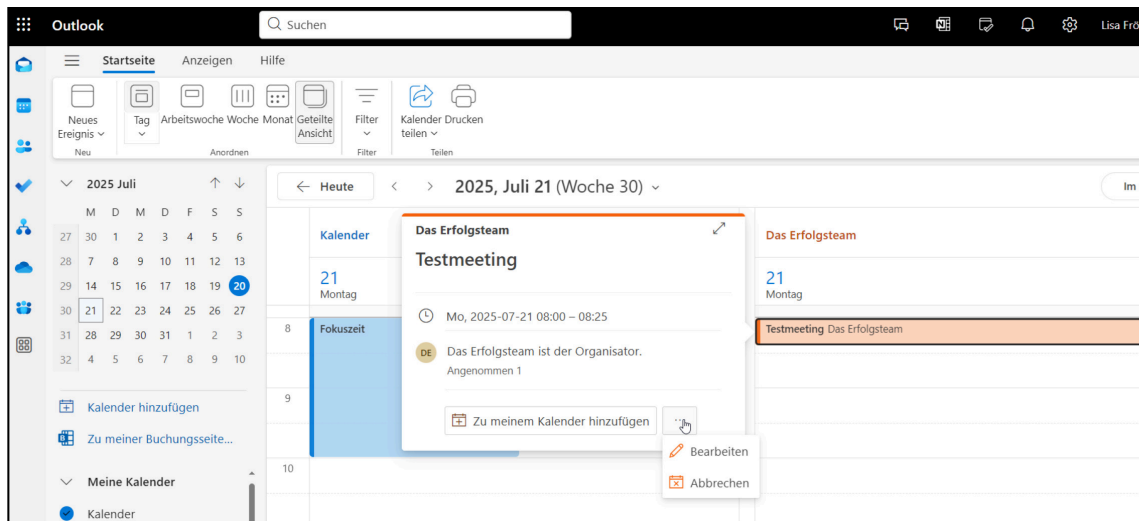 Outlook
Suchen
Lisa Frö
Startseite Anzeigen Hilfe
Neues Ereignis
Tag
Arbeitswoche
Woche
Monat
Geteilte Ansicht
Filter
Kalender teilen
Drucken
Neu
Anordnen
Filter
Teilen
2025 Juli
M D M D F S S
27 30 1 2 3 4 5 6
28 7 8 9 10 11 12 13
29 14 15 16 17 18 19 20
30 21 22 23 24 25 26 27
31 28 29 30 31 1 2 3
32 4 5 6 7 8 9 10
Kalender hinzufügen
Zu meiner Buchungsseite...
Meine Kalender
Kalender
Heute
2025, Juli 21 (Woche 30)
Im
Kalender
21
Montag
8
Fokuszeit
9
10
Das Erfolgsteam
Testmeeting
Mo, 2025-07-21 08:00 – 08:25
DE
Das Erfolgsteam ist der Organisator.
Angenommen 1
Zu meinem Kalender hinzufügen
...
Bearbeiten
Abbrechen
Das Erfolgsteam
21
Montag
Testmeeting Das Erfolgsteam